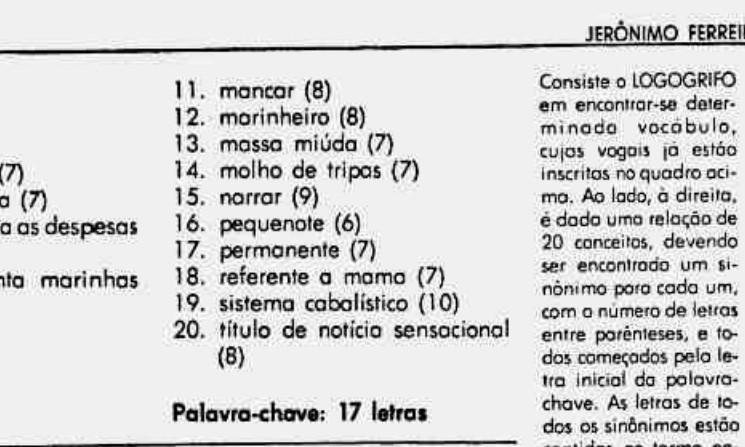 JERÔNIMO FERREI
(7)
a (7)
a as despesas
nta marinhas
11. mancar (8)
12. marinheiro (8)
13. massa miúda (7)
14. molho de tripas (7)
15. narrar (9)
16. pequenote (6)
17. permanente (7)
18. referente a mama (7)
19. sistema cabalístico (10)
20. título de notícia sensacional
(8)
Palavra-chave: 17 letras
Consiste o LOGOGRIFO
em encontrar-se deter-
minado vocábulo,
cujas vogais já estão
inscritas no quadro aci-
ma. Ao lado, à direita,
é dada uma relação de
20 conceitos, devendo
ser encontrado um si-
nônimo para cada um,
com o número de letras
entre parênteses, e to-
dos começados pela le-
tra inicial da palavra-
chave. As letras de to-
dos os sinônimos estão